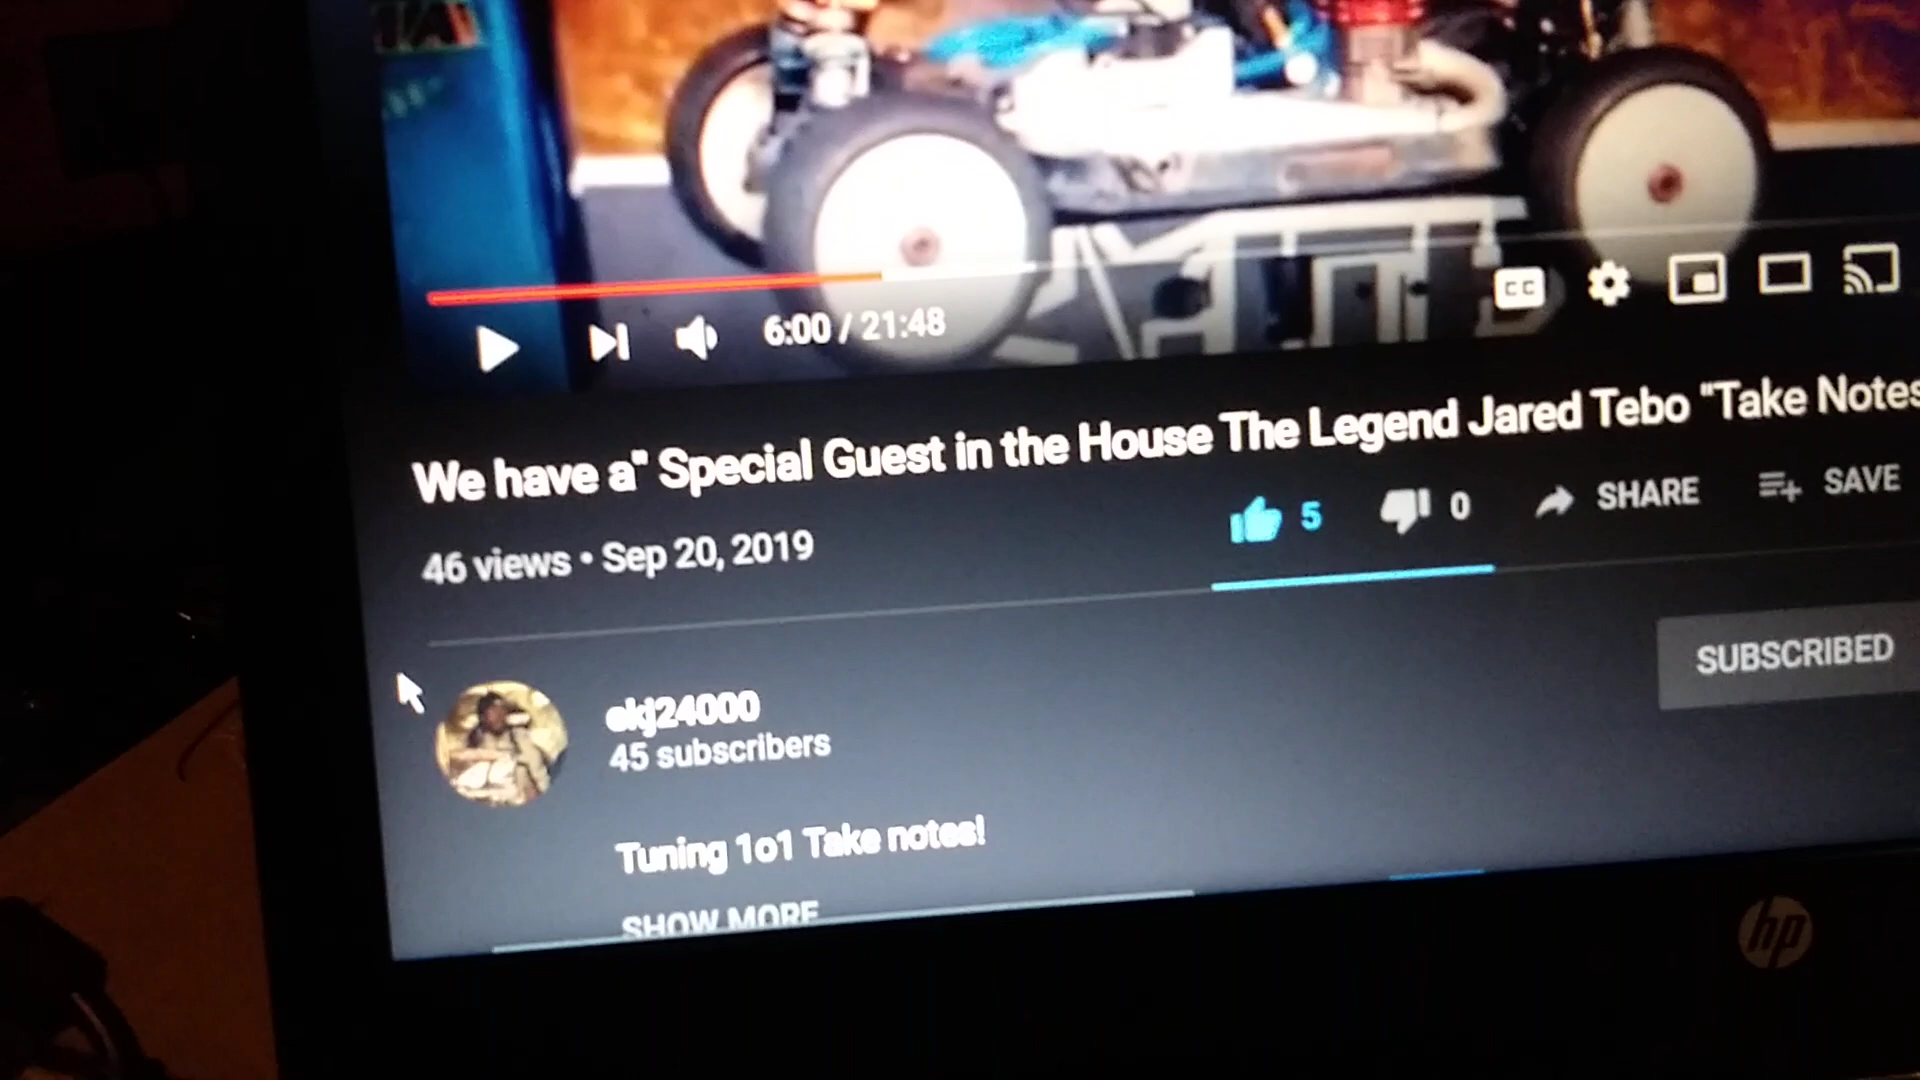 CC
6:00 / 21:48
We have a" Special Guest in the House The Legend Jared Tebo "Take Notes
46 views • Sep 20, 2019
5 0 SHARE SAVE
SUBSCRIBED
ekj24000
45 subscribers
Tuning 1o1 Take notes!
SHOW MORE
hp